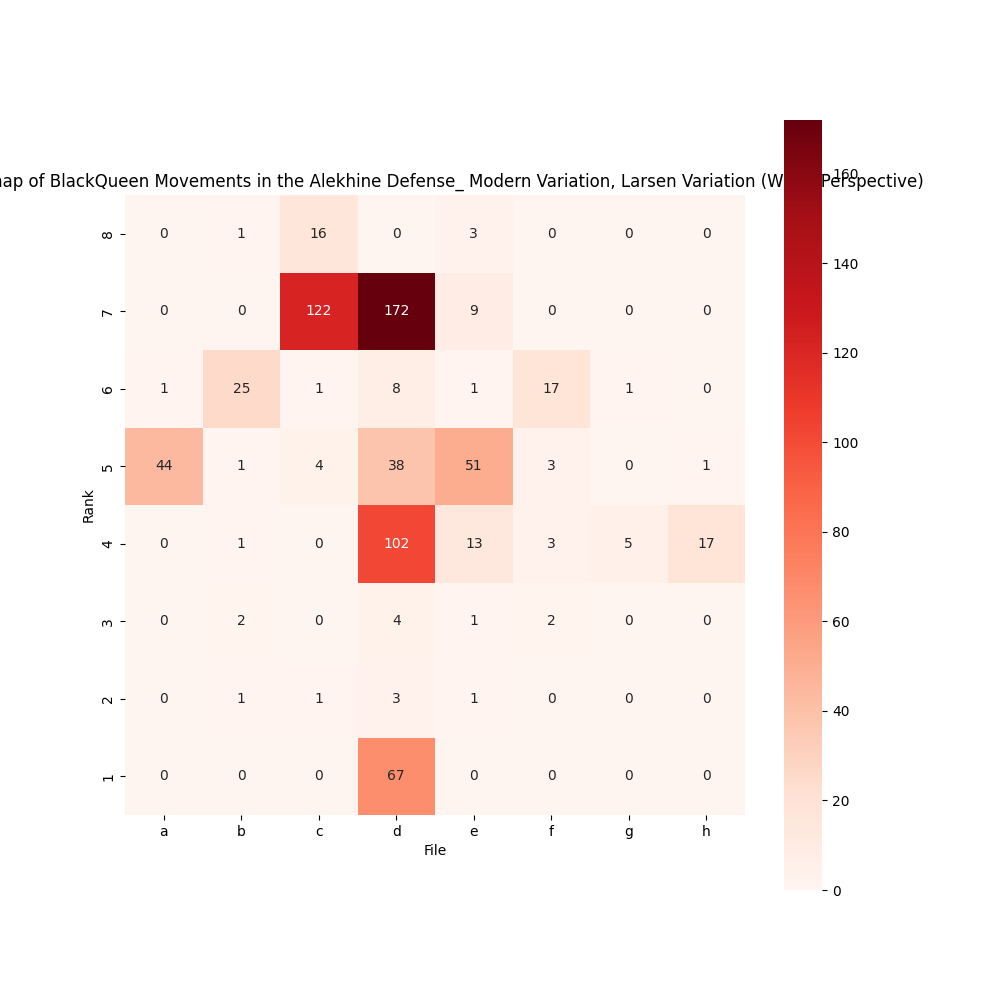 of BlackQueen Movements in the Alekhine Defense_ Modern Variation, Larsen Variation ( Perspective)
8 0 1 16 0 3 0 0 0
7 0 0 122 172 9 0 0 0
6 1 25 1 8 1 17 1 0
5 44 1 4 38 51 3 0 1
4 0 1 0 102 13 3 5 17
3 0 2 0 4 1 2 0 0
2 0 1 1 3 1 0 0 0
1 0 0 0 67 0 0 0 0
Rank
a b c d e f g h
File
160
140
120
100
80
60
40
20
0